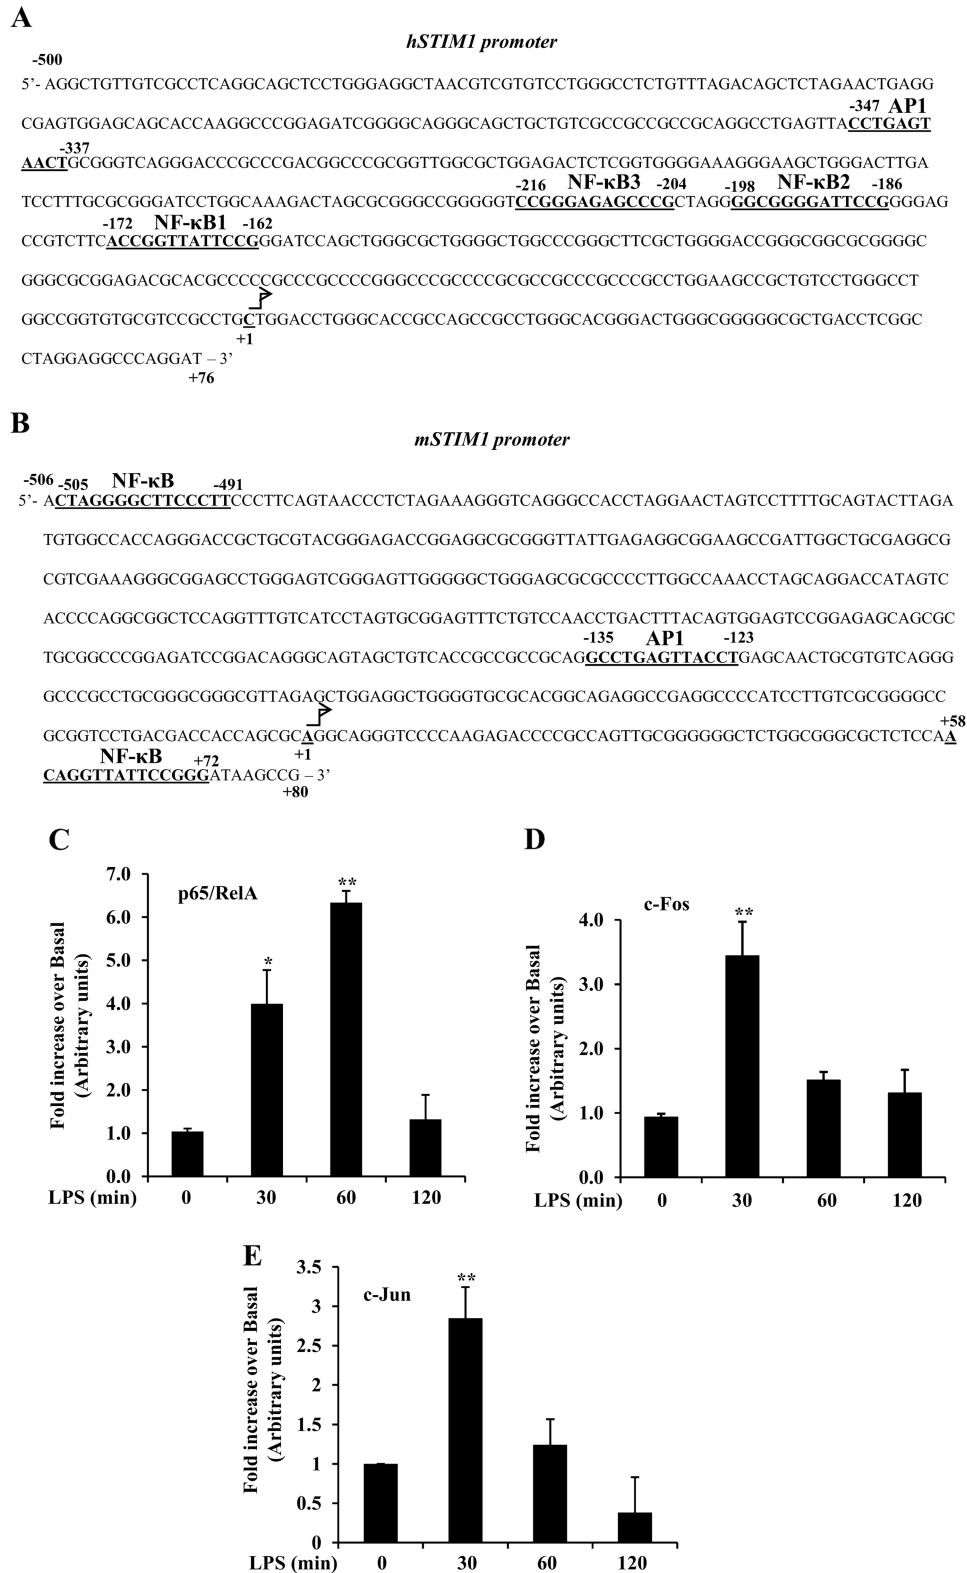 A
hSTIM1 promoter
-500
5’- AGGCTGTTGTCGCCTCAGGCAGCTCCTGGGAGGCTAACGTCGTGTCCTGGGCCTCTGTTTAGACAGCTCTAGAACTGAGG
-347 AP1
CGAGTGGAGCAGCACCAAGGCCCGGAGATCGGGGCAGGGCAGCTGCTGTCGCCGCCGCCGCAGGCCTGAGTTACCTGAGT
-337
AACTGCGGGTCAGGGACCCGCCCGACGGCCCGCGGTTGGCGCTGGAGACTCTCGGTGGGGAAAGGGAAGCTGGGACTTGA
-216 NF-κB3 -204 -198 NF-κB2 -186
TCCTTTGCGCGGGATCCTGGCAAAGACTAGCGCGGGCCGGGGGTCCGGGAGAGCCCGCTAGGGGCGGGGATTCCGGGGAG
-172 NF-κB1 -162
CCGTCTTCACCGGTTATTCCGGGATCCAGCTGGGCGCTGGGGCTGGCCCGGGCTTCGCTGGGGACCGGGCGGCGCGGGGC
GGGCGCGGAGACGCACGCCCCCCGCCCGCCCCGGGCCCGCCCCGCGCCGCCCGCCCGCCTGGAAGCCGCTGTCCTGGGCCT
GGCCGGTGTGCGTCCGCCTGCTGGACCTGGGCACCGCCAGCCGCCTGGGCACGGGACTGGGCGGGGGCGCTGACCTCGGC
+1
CTAGGAGGCCCAGGAT – 3’
+76
B
mSTIM1 promoter
-506 -505 NF-κB -491
5’- ACTAGGGGGCTTCCCTTCCCTTCAGTAACCCTCTAGAAAGGGTCAGGGCCACCTAGGAACTAGTCCTTTTGCAGTACTTAGA
TGTGGCCACCAGGGACCGCTGCGTACGGGAGACCGGAGGCGCGGGTTATTGAGAGGCGGAAGCCGATTGGCTGCGAGGCG
CGTCGAAAGGGCGGAGCCTGGGAGTCGGGAGTTGGGGGCTGGGAGCGCGCCCCTTGGCCAAACCTAGCAGGACCATAGTC
ACCCCAGGCGGCTCCAGGTTTGTCATCCTAGTGCGGAGTTTCTGTCCAACCTGACTTTACAGTGGAGTCCGGAGAGCAGCGC
-135 AP1 -123
TGCGGCCCGGAGATCCGGACAGGGCAGTAGCTGTCACCGCCGCCGCAGGCCTGAGTTACCTGAGCAACTGCGTGTCAGGG
GCCCGCCTGCGGGCGGGCGTTAGAGCTGGAGGCTGGGGTGCGCACGGCAGAGGCCGAGGCCCCATCCTTGTCGCGGGGCC
+58
GCGGTCCTGACGACCACCAGCGCAGGCAGGGTCCCCAAGAGACCCCGCCAGTTGCGGGGGGCTCTGGCGGGCGCTCTCCAA
NF-κB +72 +1
CAGGTTATTCCGGGATAAGCCG – 3’
+80
C
7.0
p65/RelA
**
6.0
5.0
*
4.0
3.0
2.0
1.0
0.0
Fold increase over Basal
(Arbitrary units)
LPS (min) 0 30 60 120
D
c-Fos
4.0
**
3.0
2.0
1.0
0.0
Fold increase over Basal
(Arbitrary units)
LPS (min) 0 30 60 120
E
3.5
c-Jun
**
3
2.5
2
1.5
1
0.5
0
Fold increase over Basal
(Arbitrary units)
LPS (min) 0 30 60 120